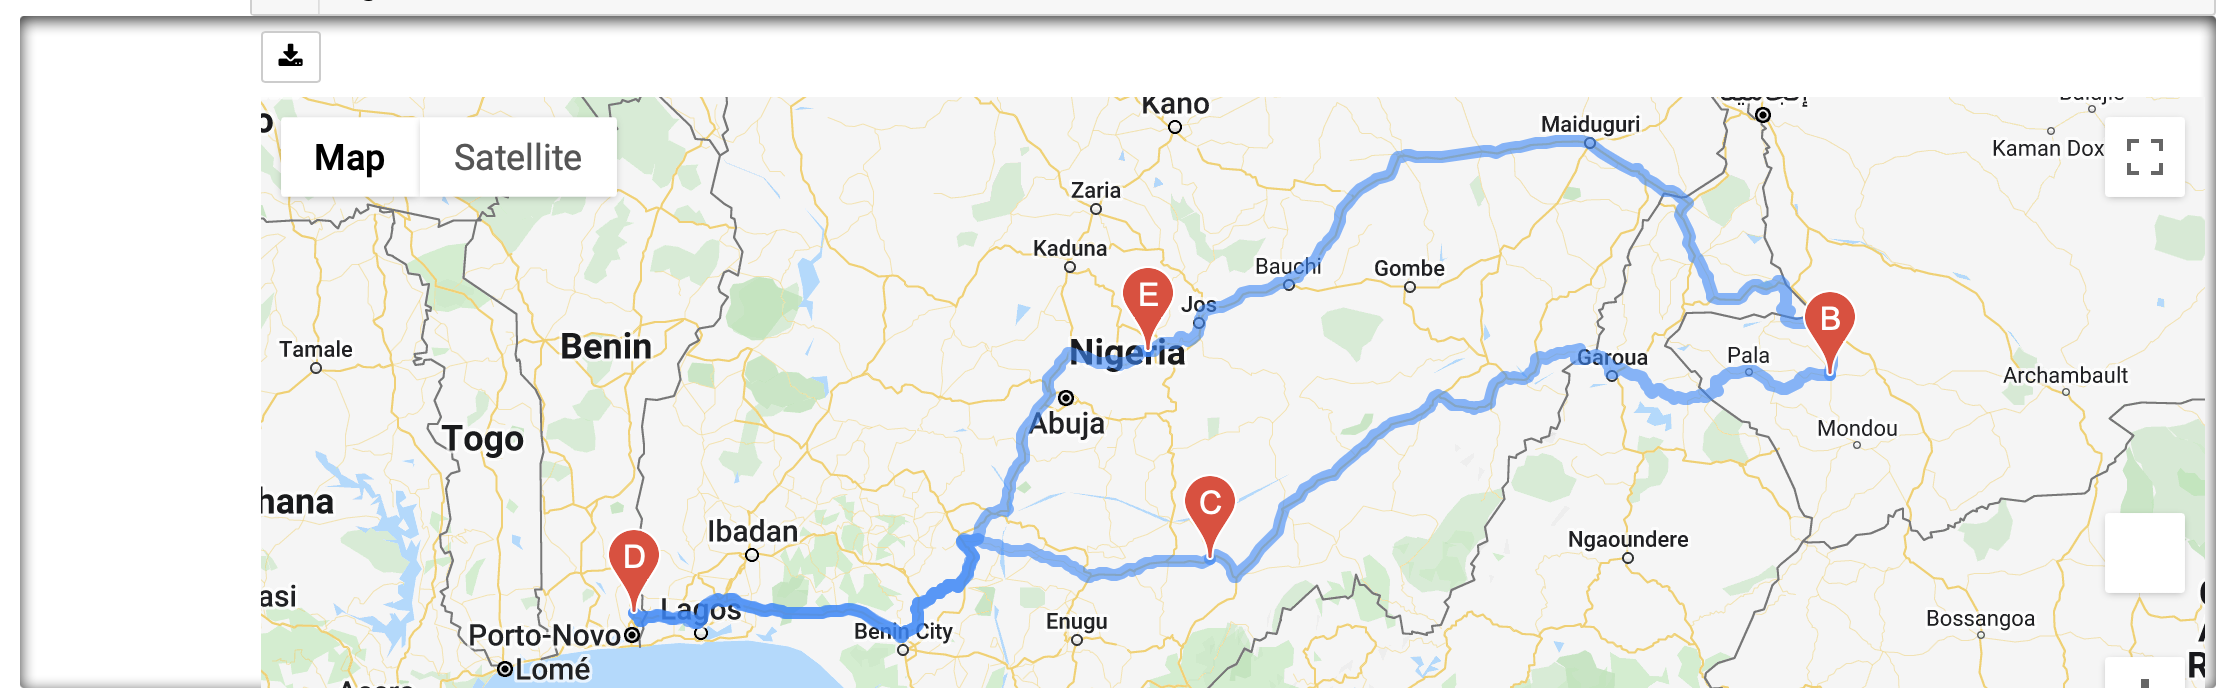 Kano
Map
Satellite
Maiduguri
Kaman Dox
Zaria
Kaduna
Bauchi
Gombe
E
Jos
B
Tamale
Benin
Nigeria
Garoua
Pala
Archambault
Abuja
Mondou
Togo
hana
C
Ibadan
D
Ngaoundere
asi
Lagos
Benin City
Enugu
Bossangoa
Porto-Novo
Lomé
R